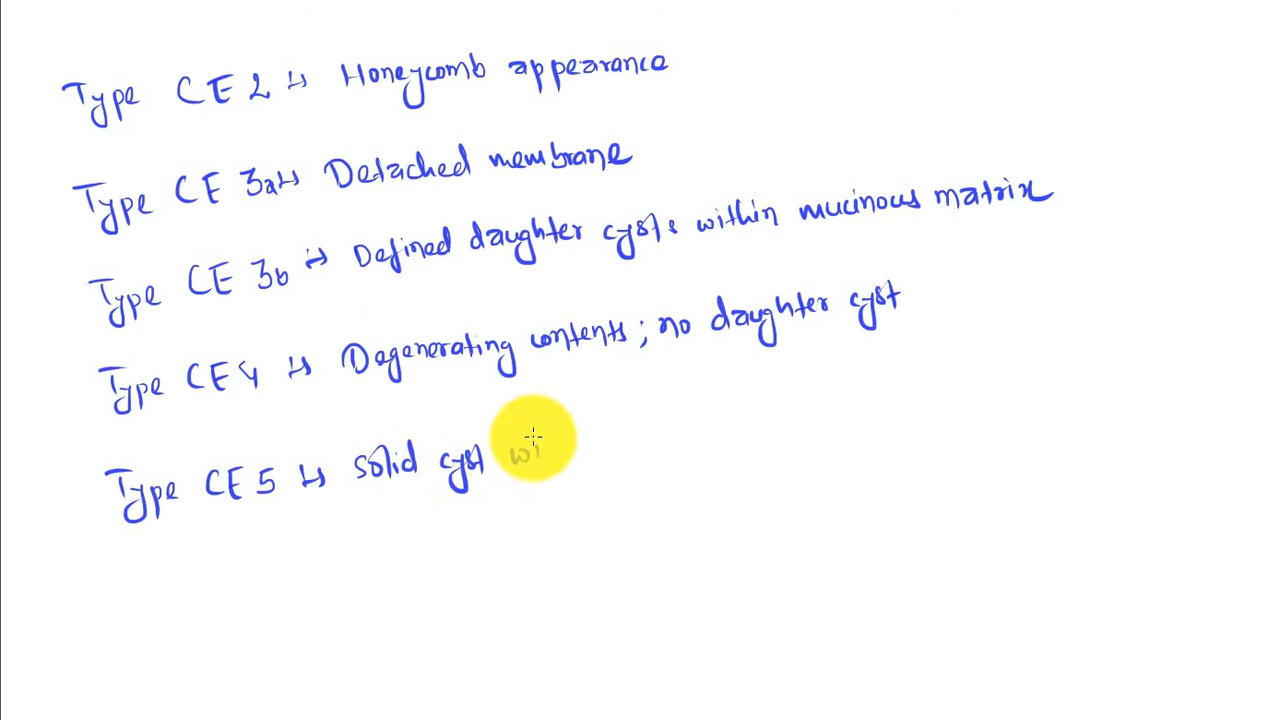 Type CE 2 ↦ Honeycomb appearance
Type CE 3a ↦ Detached membrane
Type CE 3b ↦ Defined daughter cysts within mucinous matrix
Type CE 4 ↦ Degenerating contents; no daughter cyst
Type CE 5 ↦ solid cyst wi